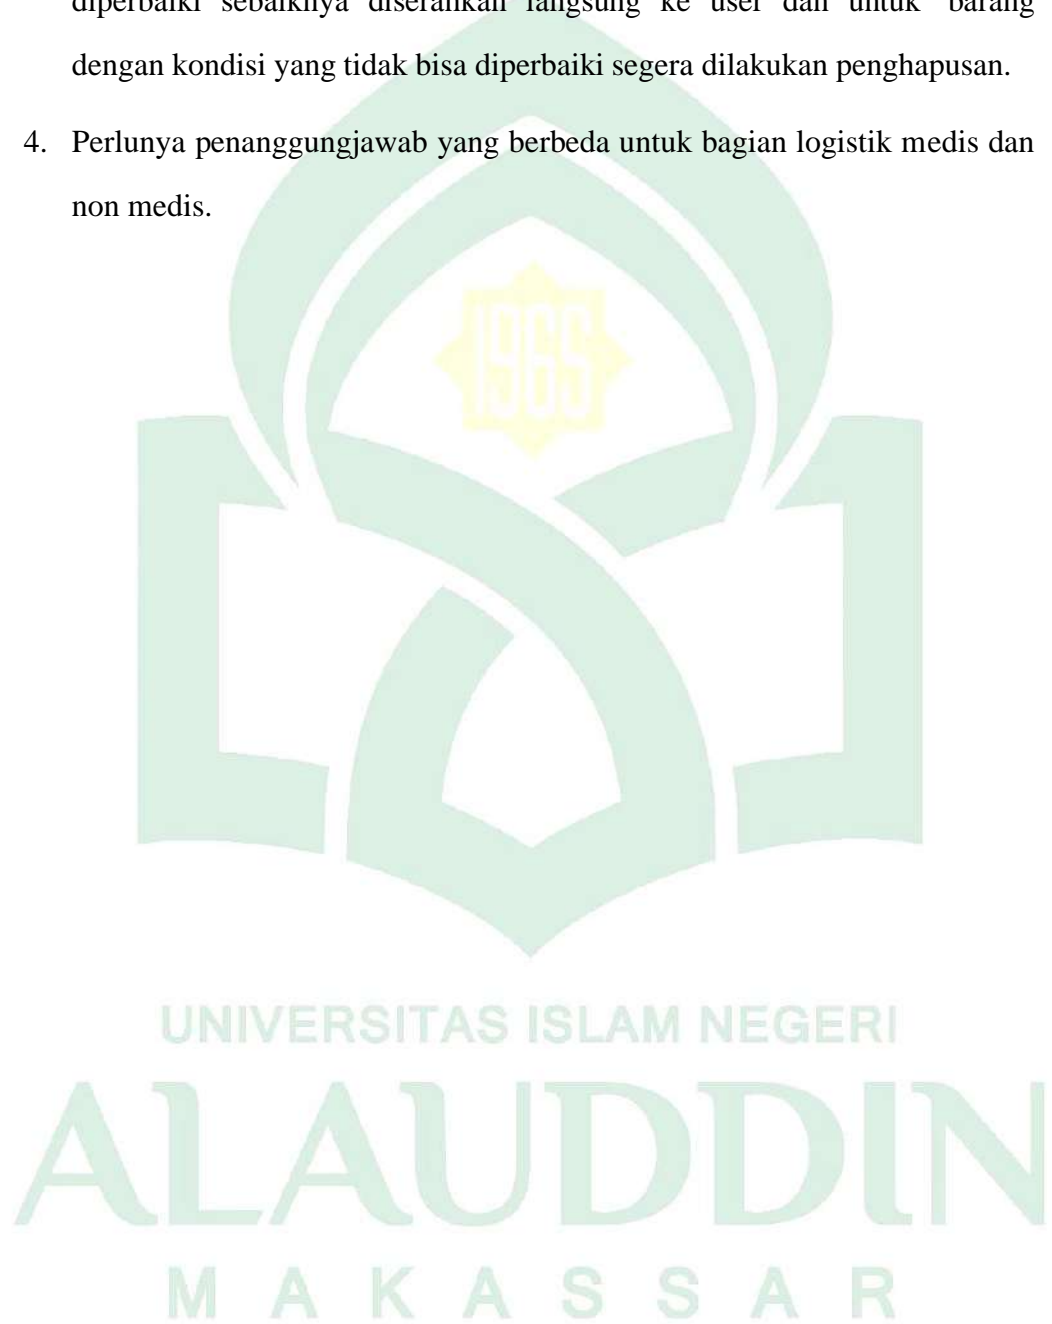 diperbaiki sebaiknya diserahkan langsung ke user dan untuk barang
dengan kondisi yang tidak bisa diperbaiki segera dilakukan penghapusan.
4. Perlunya penanggungjawab yang berbeda untuk bagian logistik medis dan
non medis.
1965
UNIVERSITAS ISLAM NEGERI
ALAUDDIN
MAKASSAR